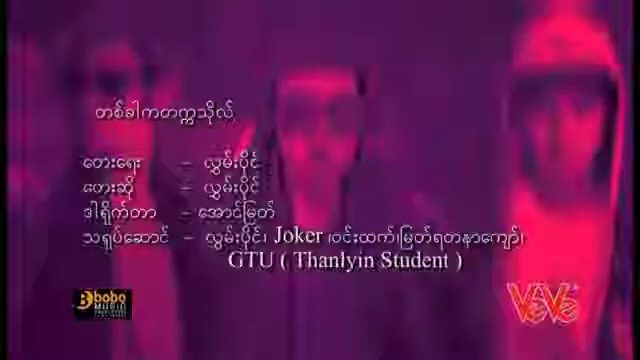 တစ်ခါကတက္ကသိုလ်
တေးရေး – လွှမ်းပိုင်
တေးဆို – လွှမ်းပိုင်
ဒါရိုက်တာ – အောင်မြတ်
သရုပ်ဆောင် – လွှမ်းပိုင်၊ Joker ၊ဝင်းထက်၊မြတ်ရတနာကျော်၊
GTU ( Thanlyin Student )
bobo
MUSIC
VeVe